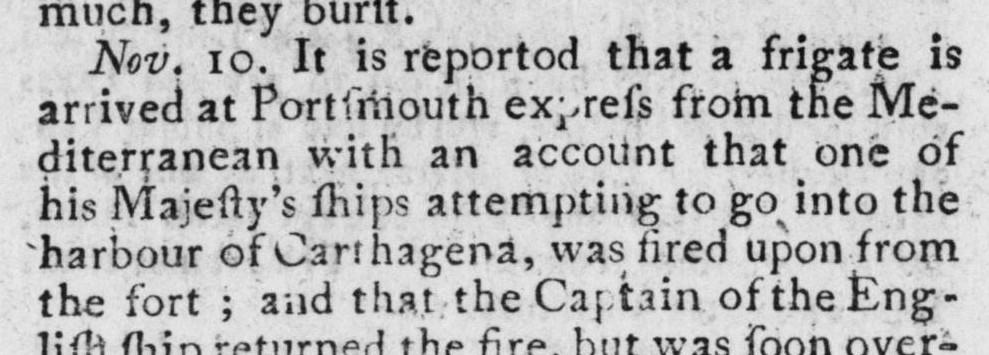 much, they burst.
Nov. 10. It is reportod that a frigate is
arrived at Portſmouth expreſs from the Me-
diterranean with an account that one of
his Majeſty's ſhips attempting to go into the
harbour of Carthagena, was fired upon from
the fort ; and that the Captain of the Eng-
liſh ſhip returned the fire, but was ſoon over-